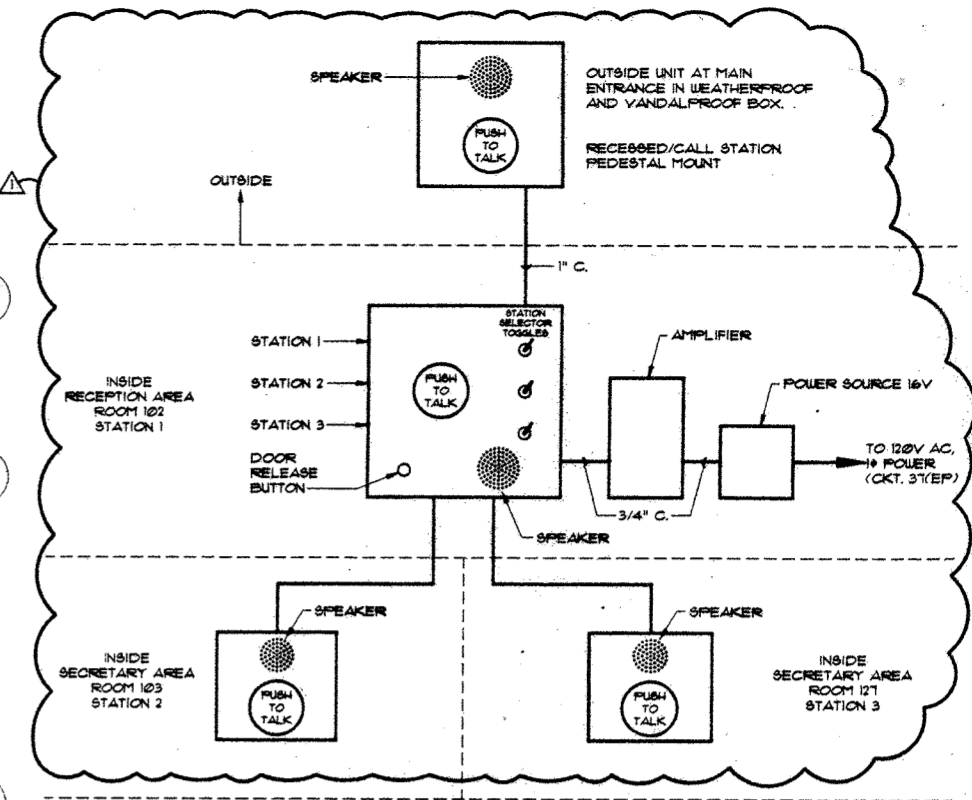 SPEAKER
OUTSIDE UNIT AT MAIN
ENTRANCE IN WEATHERPROOF
AND VANDALPROOF BOX.
PUSH
TO
TALK
RECESSED/CALL STATION
PEDESTAL MOUNT
1
OUTSIDE
1" C.
STATION
SELECTOR
TOGGLES
STATION 1
STATION 2
STATION 3
PUSH
TO
TALK
AMPLIFIER
POWER SOURCE 16V
INSIDE
RECEPTION AREA
ROOM 102
STATION 1
DOOR
RELEASE
BUTTON
TO 120V AC,
1ϕ POWER
(CKT. 37(EP)
3/4" C.
SPEAKER
SPEAKER
SPEAKER
INSIDE
SECRETARY AREA
ROOM 103
STATION 2
PUSH
TO
TALK
PUSH
TO
TALK
INSIDE
SECRETARY AREA
ROOM 127
STATION 3